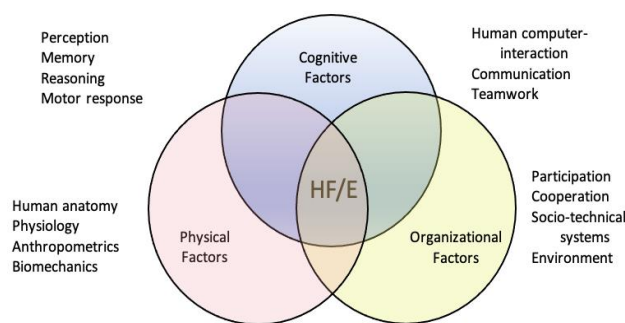 Perception
Memory
Reasoning
Motor response
Cognitive
Factors
Human computer-
interaction
Communication
Teamwork
HF/E
Human anatomy
Physiology
Anthropometrics
Biomechanics
Physical
Factors
Organizational
Factors
Participation
Cooperation
Socio-technical
systems
Environment